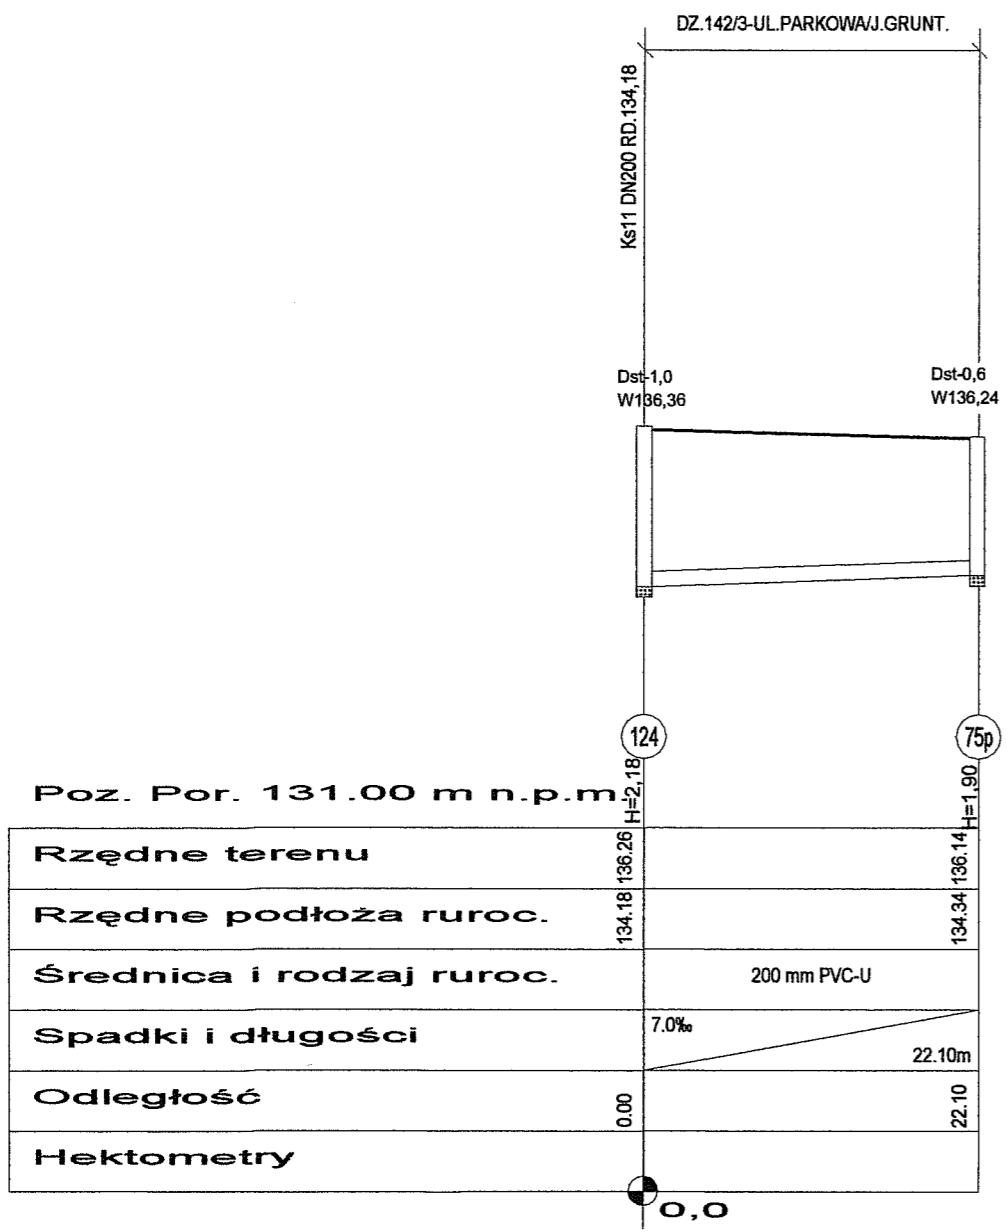 DZ.142/3-UL.PARKOWA/J.GRUNT.
Ks11 DN200 RD.134,18
Dst-1,0
W136,36
Dst-0,6
W136,24
124
75p
Poz. Por. 131.00 m n.p.m.
H=2,18
H=1,90
Rzędne terenu
136.26
136.14
Rzędne podłoża ruroc.
134.18
134.34
Średnica i rodzaj ruroc.
200 mm PVC-U
Spadki i długości
7.0‰
22.10m
Odległość
0.00
22.10
Hektometry
0,0